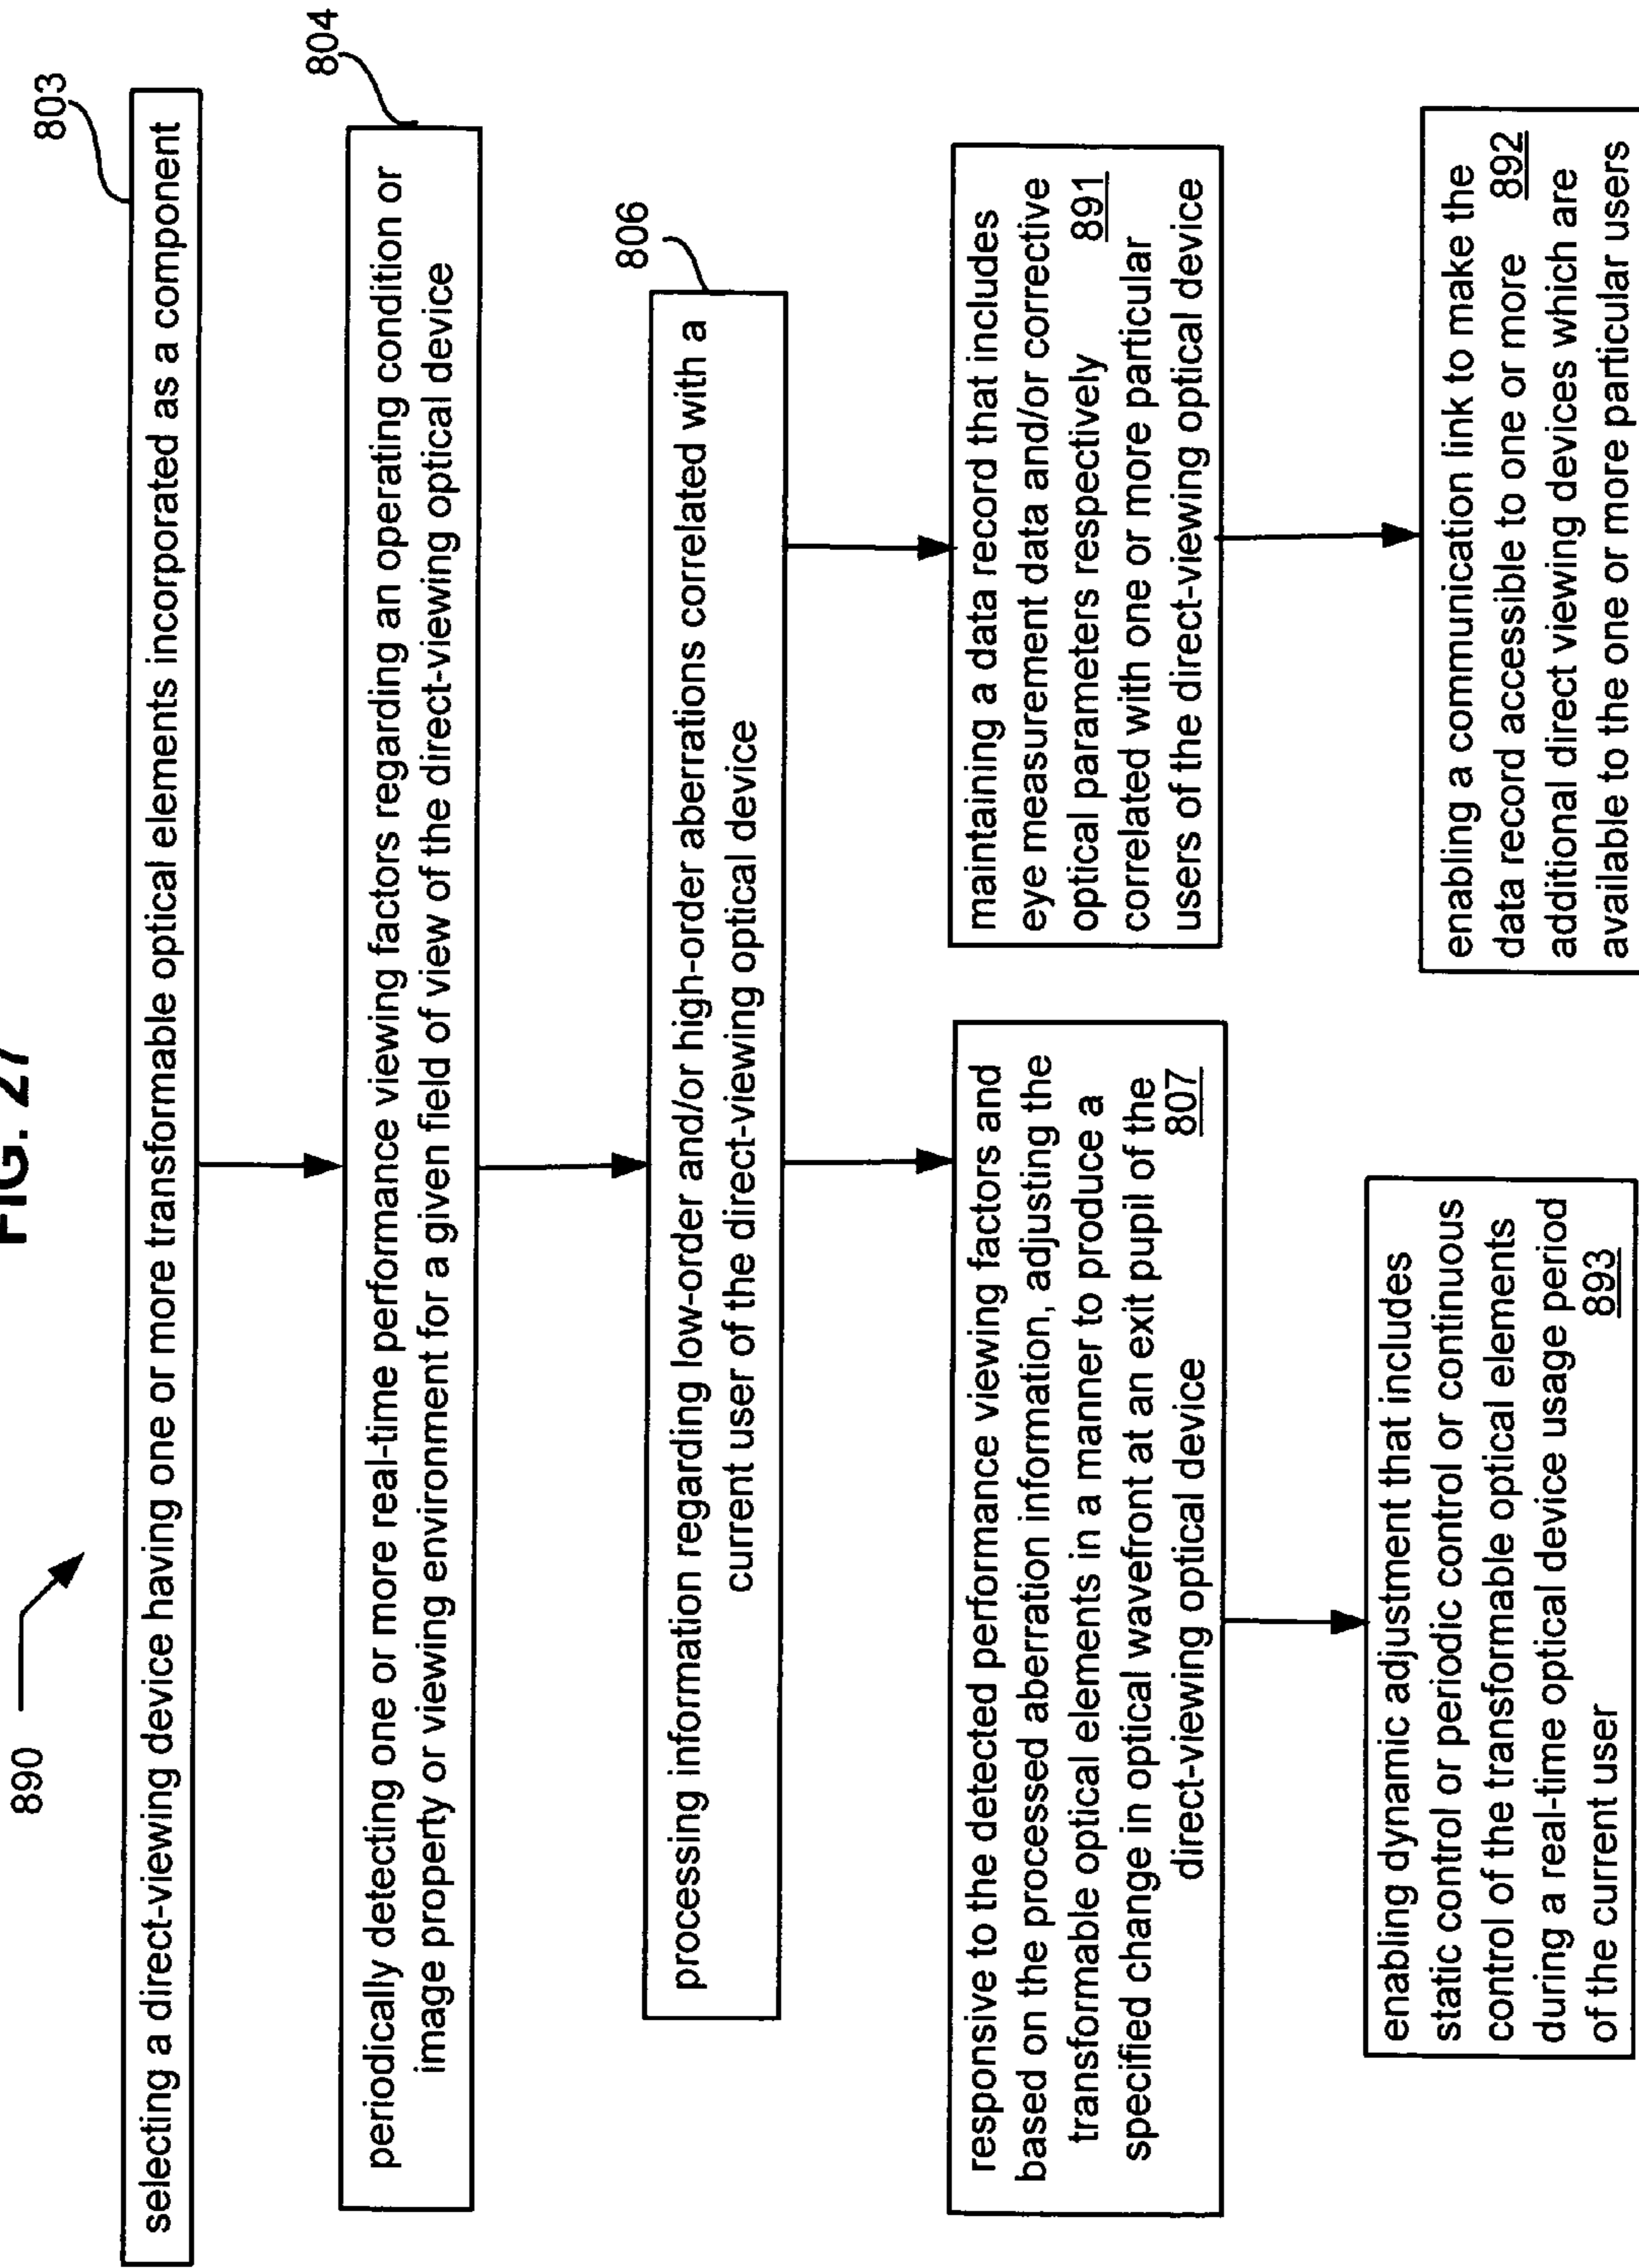 FIG. 27
890
803
selecting a direct-viewing device having one or more transformable optical elements incorporated as a component
804
periodically detecting one or more real-time performance viewing factors regarding an operating condition or
image property or viewing environment for a given field of view of the direct-viewing optical device
806
processing information regarding low-order and/or high-order aberrations correlated with a
current user of the direct-viewing optical device
responsive to the detected performance viewing factors and
based on the processed aberration information, adjusting the
transformable optical elements in a manner to produce a
specified change in optical wavefront at an exit pupil of the
direct-viewing optical device 807
maintaining a data record that includes
eye measurement data and/or corrective
optical parameters respectively 891
correlated with one or more particular
users of the direct-viewing optical device
enabling dynamic adjustment that includes
static control or periodic control or continuous
control of the transformable optical elements
during a real-time optical device usage period
of the current user 893
enabling a communication link to make the
data record accessible to one or more 892
additional direct viewing devices which are
available to the one or more particular users